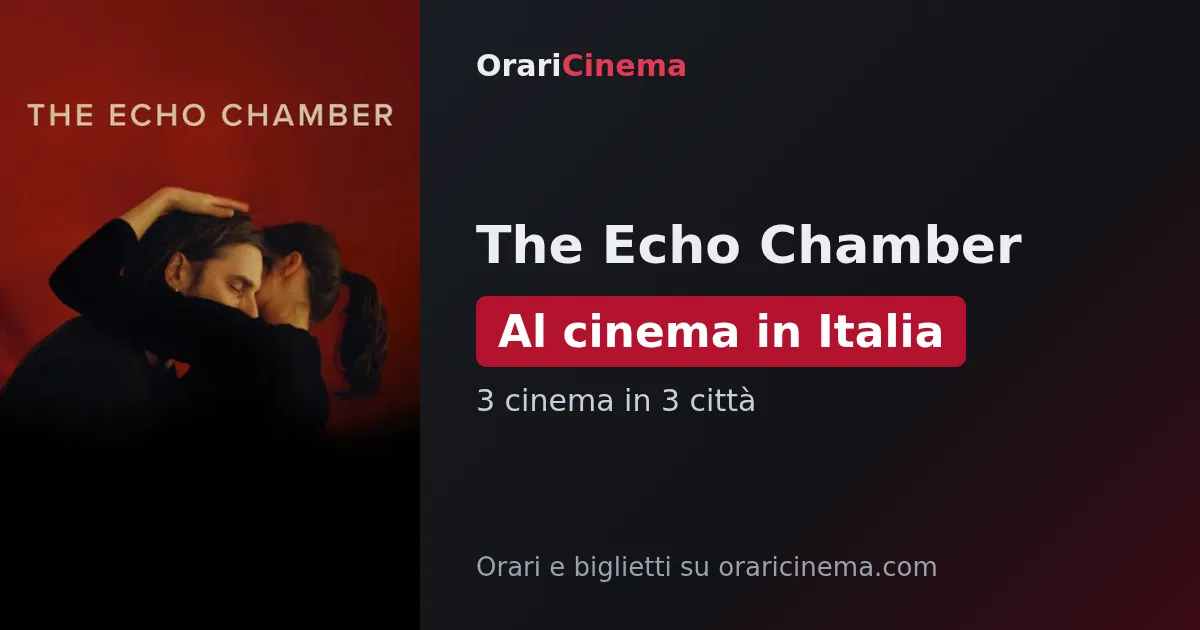 THE ECHO CHAMBER
OrariCinema
The Echo Chamber
Al cinema in Italia
3 cinema in 3 città
Orari e biglietti su oraricinema.com